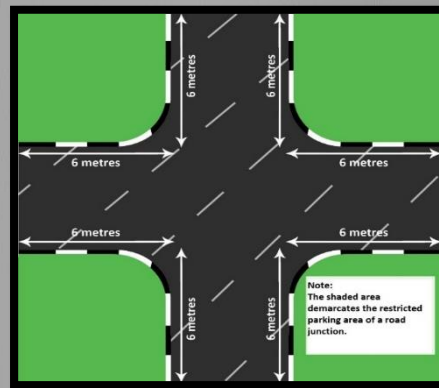 6 metres
6 metres
6 metres
6 metres
6 metres
6 metres
6 metres
6 metres
Note:
The shaded area
demarcates the restricted
parking area of a road
junction.